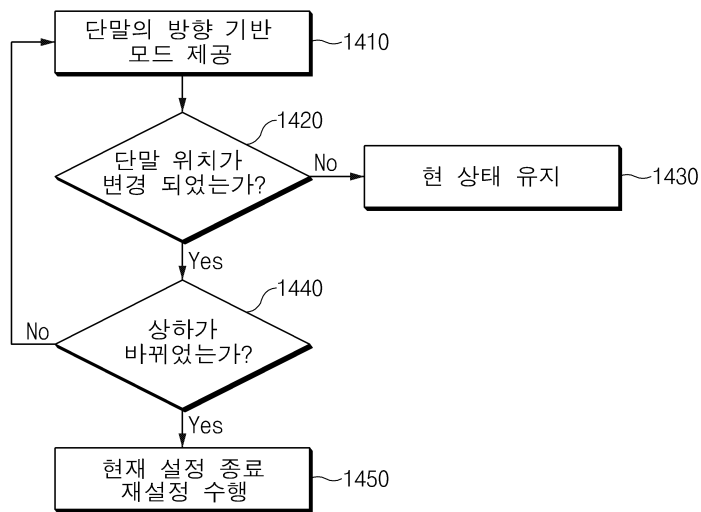 단말의 방향 기반
모드 제공
1410
1420
단말 위치가
변경 되었는가?
No
현 상태 유지
1430
Yes
1440
상하가
바뀌었는가?
No
Yes
현재 설정 종료
재설정 수행
1450